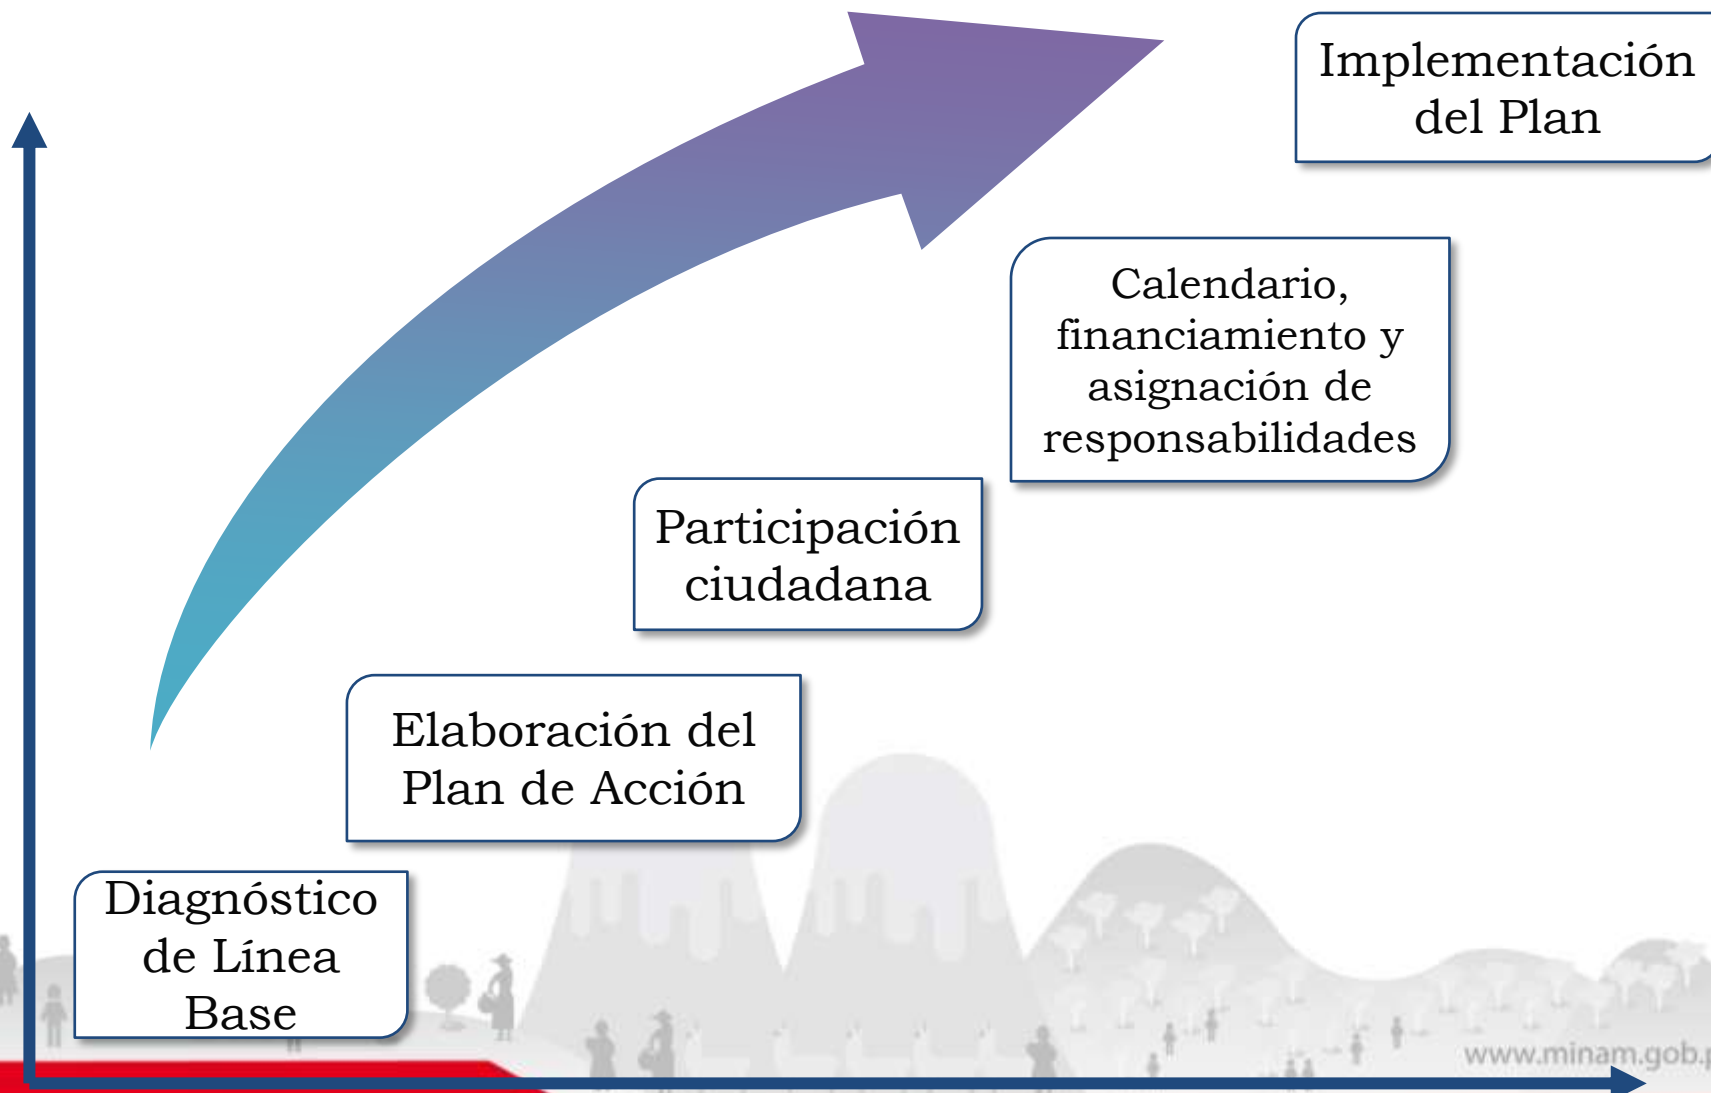 Implementación
del Plan
Calendario,
financiamiento y
asignación de
responsabilidades
Participación
ciudadana
Elaboración del
Plan de Acción
Diagnóstico
de Línea
Base
www.minam.gob.p